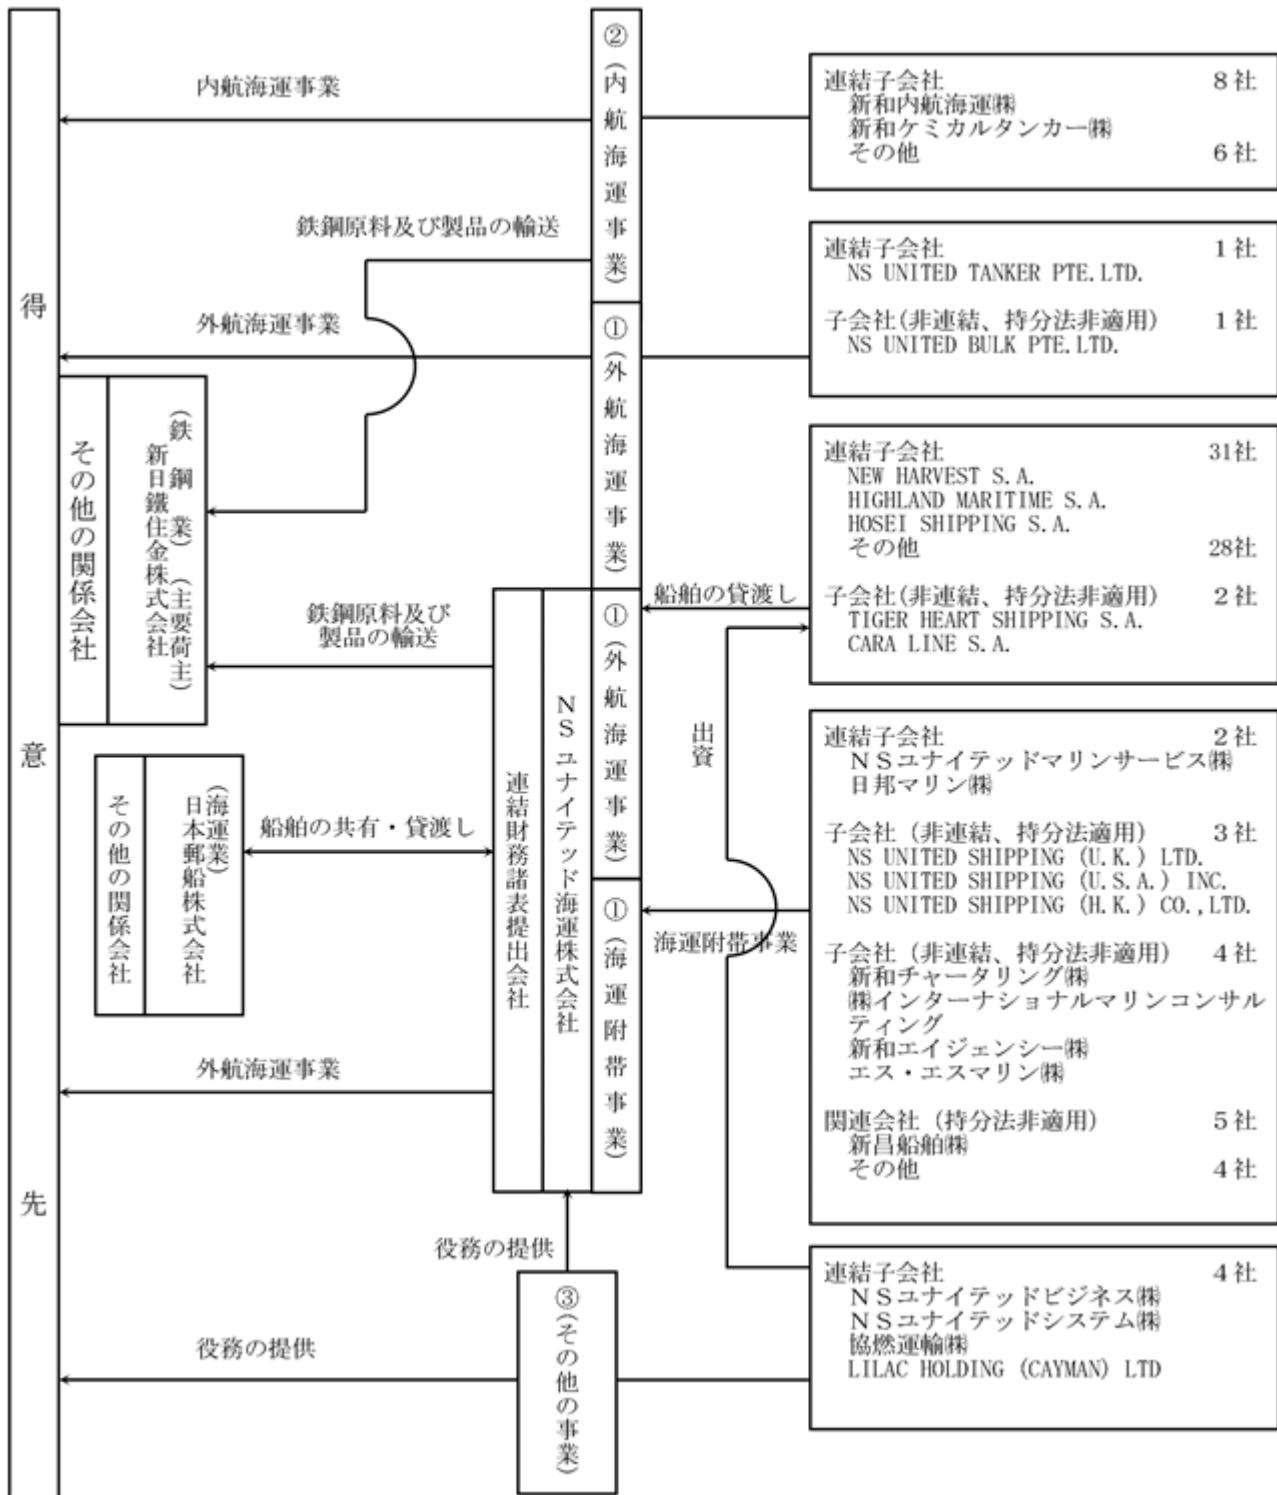 得意先
内航海運事業
鉄鋼原料及び製品の輸送
外航海運事業
その他の関係会社
新日鐵住金株式会社
(鉄鋼業)(主要荷主)
鉄鋼原料及び
製品の輸送
その他の関係会社
日本郵船株式会社
(海運業)
船舶の共有・貸渡し
外航海運事業
役務の提供
役務の提供
連結財務諸表提出会社
NSユナイテッド海運株式会社
②(内航海運事業)
①(外航海運事業)
①(外航海運事業)
①(海運附帯事業)
③(その他の事業)
船舶の貸渡し
出資
海運附帯事業
連結子会社 8社
新和内航海運㈱
新和ケミカルタンカー㈱
その他 6社
連結子会社 1社
NS UNITED TANKER PTE.LTD.
子会社(非連結、持分法非適用) 1社
NS UNITED BULK PTE.LTD.
連結子会社 31社
NEW HARVEST S.A.
HIGHLAND MARITIME S.A.
HOSEI SHIPPING S.A.
その他 28社
子会社(非連結、持分法非適用) 2社
TIGER HEART SHIPPING S.A.
CARA LINE S.A.
連結子会社 2社
NSユナイテッドマリンサービス㈱
日邦マリン㈱
子会社(非連結、持分法適用) 3社
NS UNITED SHIPPING (U.K.) LTD.
NS UNITED SHIPPING (U.S.A.) INC.
NS UNITED SHIPPING (H.K.) CO.,LTD.
子会社(非連結、持分法非適用) 4社
新和チャータリング㈱
㈱インターナショナルマリンコンサル
ティング
新和エイジェンシー㈱
エス・エスマリン㈱
関連会社(持分法非適用) 5社
新昌船舶㈱
その他 4社
連結子会社 4社
NSユナイテッドビジネス㈱
NSユナイテッドシステム㈱
協燃運輸㈱
LILAC HOLDING (CAYMAN) LTD